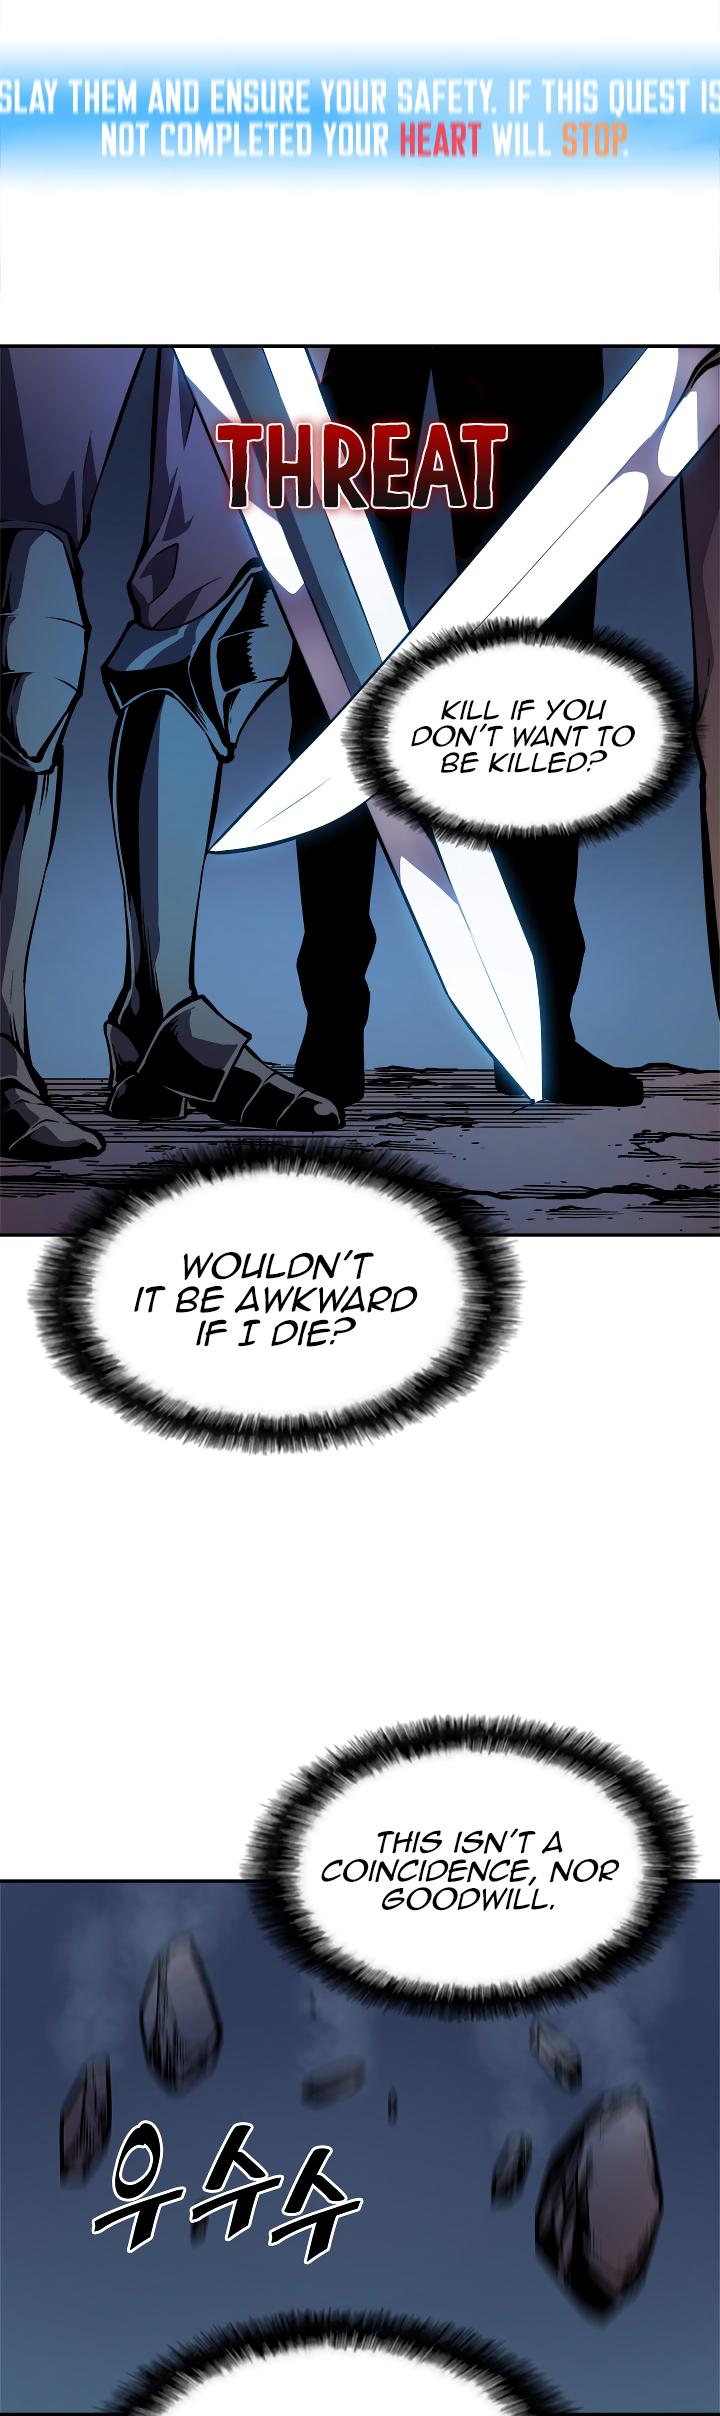 SLAY THEM AND ENSURE YOUR SAFETY. IF THIS QUEST IS
NOT COMPLETED YOUR HEART WILL STOP.
THREAT
KILL IF YOU
DON'T WANT TO
BE KILLED?
WOULDN'T
IT BE AWKWARD
IF I DIE?
THIS ISN'T A
COINCIDENCE, NOR
GOODWILL.
우수수